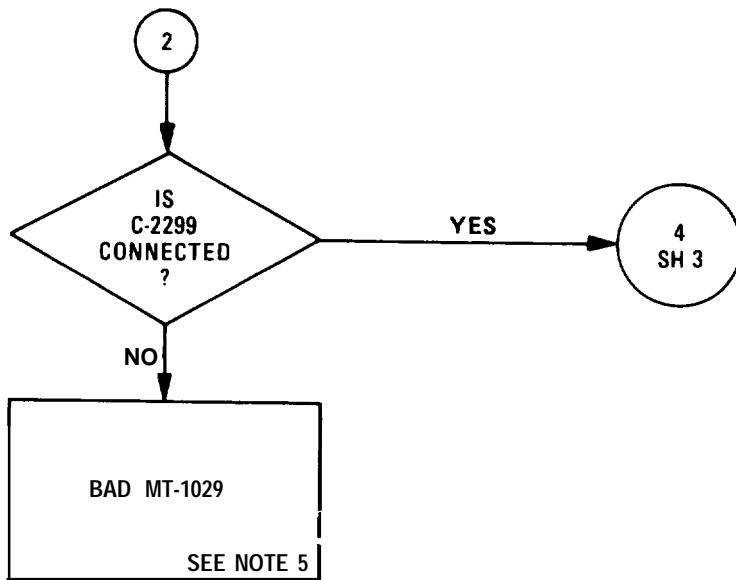 2
IS
C-2299
CONNECTED
?
YES
4
SH 3
NO
BAD MT-1029
SEE NOTE 5